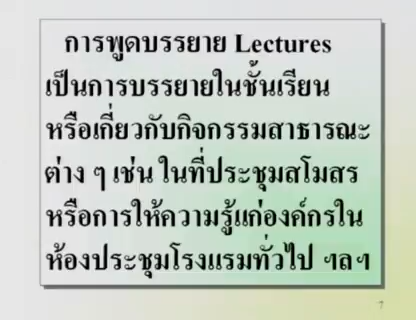 การพูดบรรยาย Lectures
เป็นการบรรยายในชั้นเรียน
หรือเกี่ยวกับกิจกรรมสาธารณะ
ต่าง ๆ เช่น ในที่ประชุมสโมสร
หรือการให้ความรู้แก่องค์กรใน
ห้องประชุมโรงแรมทั่วไป ฯลฯ
7